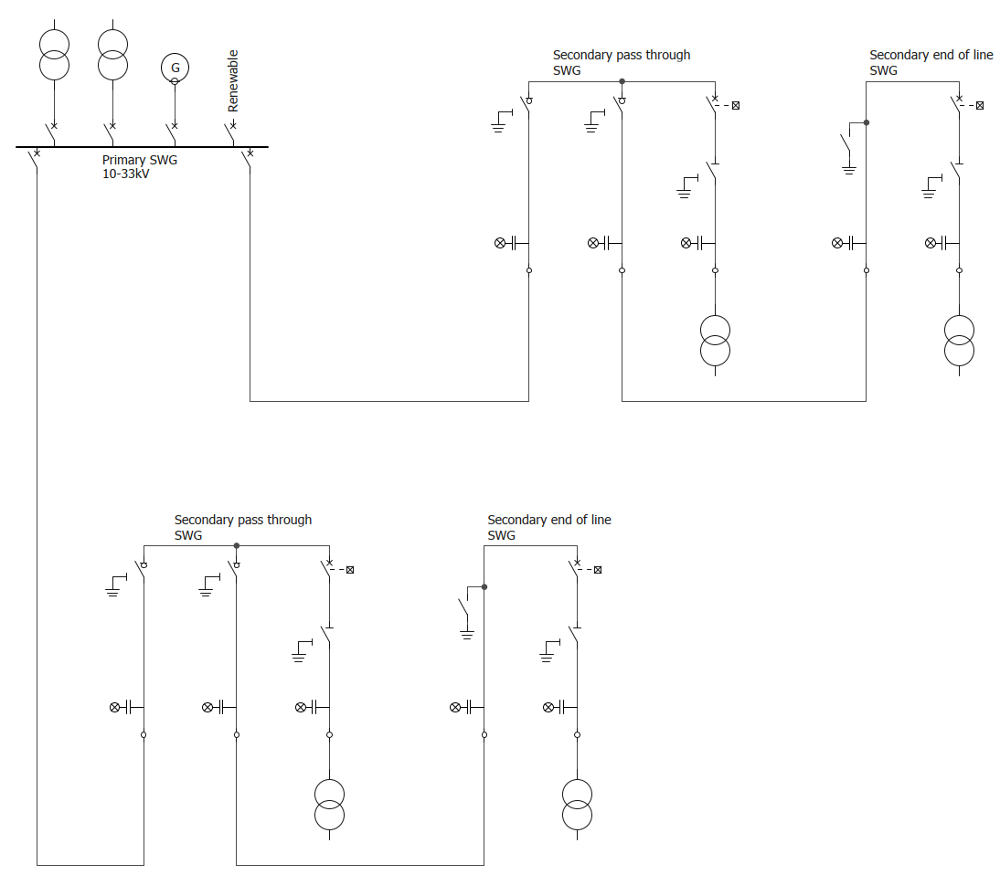 G
Renewable
Primary SWG
10-33kV
Secondary pass through
SWG
Secondary end of line
SWG
Secondary pass through
SWG
Secondary end of line
SWG